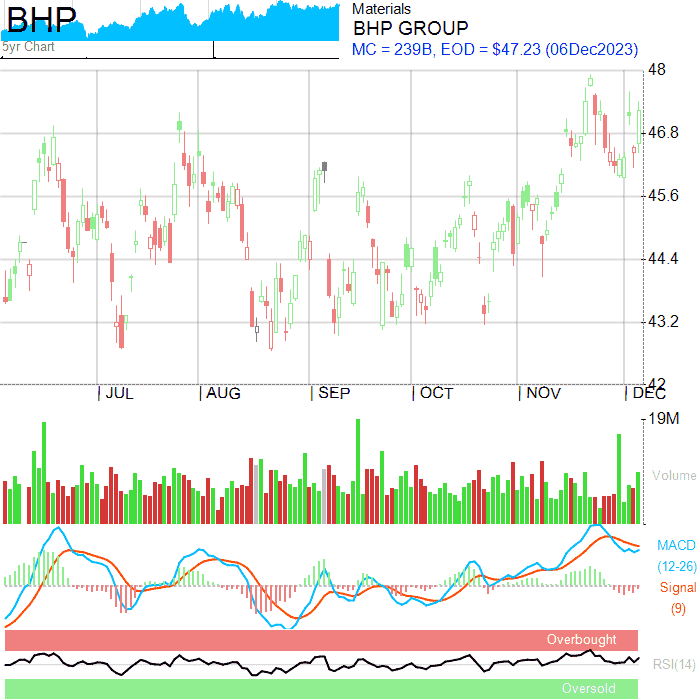 BHP
5yr Chart
Materials
BHP GROUP
MC = 239B, EOD = $47.23 (06Dec2023)
48
46.8
45.6
44.4
43.2
42
JUL
AUG
SEP
OCT
NOV
DEC
19M
Volume
MACD
(12-26)
Signal
(9)
Overbought
RSI(14)
Oversold